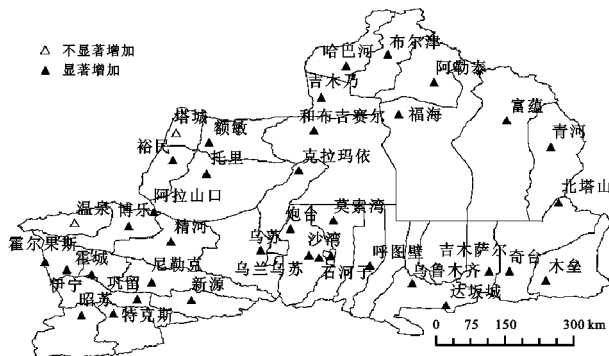 不显著增加
显著增加
哈巴河
布尔津
阿勒泰
吉木乃
塔城
额敏
和布吉赛尔
福海
富蕴
青河
裕民
托里
克拉玛依
阿拉山口
北塔山
温泉
博乐
精河
炮台
莫索湾
乌苏
沙湾
呼图壁
吉木萨尔
奇台
木垒
霍尔果斯
霍城
尼勒克
乌兰乌苏
石河子
乌鲁木齐
伊宁
巩留
新源
达坂城
昭苏
特克斯
0 75 150 300 km